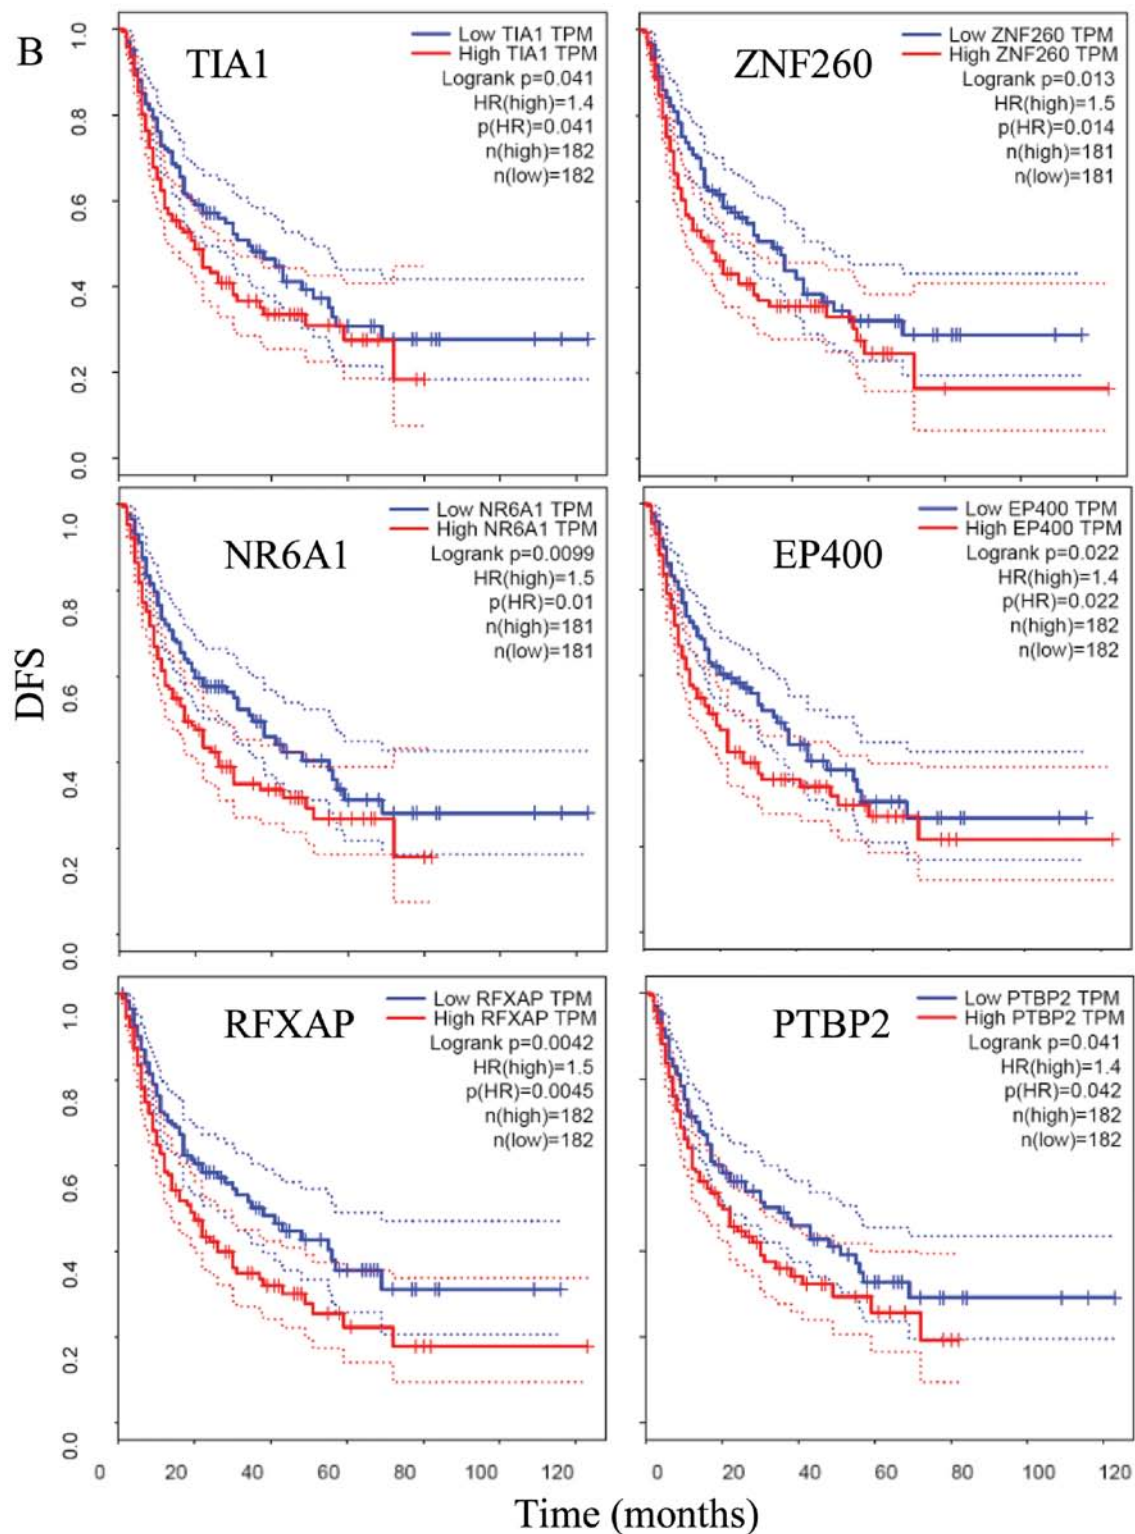 B
TIA1
Low TIA1 TPM
High TIA1 TPM
Logrank p=0.041
HR(high)=1.4
p(HR)=0.041
n(high)=182
n(low)=182
1.0
0.8
0.6
0.4
0.2
0.0
ZNF260
Low ZNF260 TPM
High ZNF260 TPM
Logrank p=0.013
HR(high)=1.5
p(HR)=0.014
n(high)=181
n(low)=181
DFS
NR6A1
Low NR6A1 TPM
High NR6A1 TPM
Logrank p=0.0099
HR(high)=1.5
p(HR)=0.01
n(high)=181
n(low)=181
1.0
0.8
0.6
0.4
0.2
0.0
EP400
Low EP400 TPM
High EP400 TPM
Logrank p=0.022
HR(high)=1.4
p(HR)=0.022
n(high)=182
n(low)=182
RFXAP
Low RFXAP TPM
High RFXAP TPM
Logrank p=0.0042
HR(high)=1.5
p(HR)=0.0045
n(high)=182
n(low)=182
1.0
0.8
0.6
0.4
0.2
0.0
PTBP2
Low PTBP2 TPM
High PTBP2 TPM
Logrank p=0.041
HR(high)=1.4
p(HR)=0.042
n(high)=182
n(low)=182
0 20 40 60 80 100
0 20 40 60 80 100 120
Time (months)